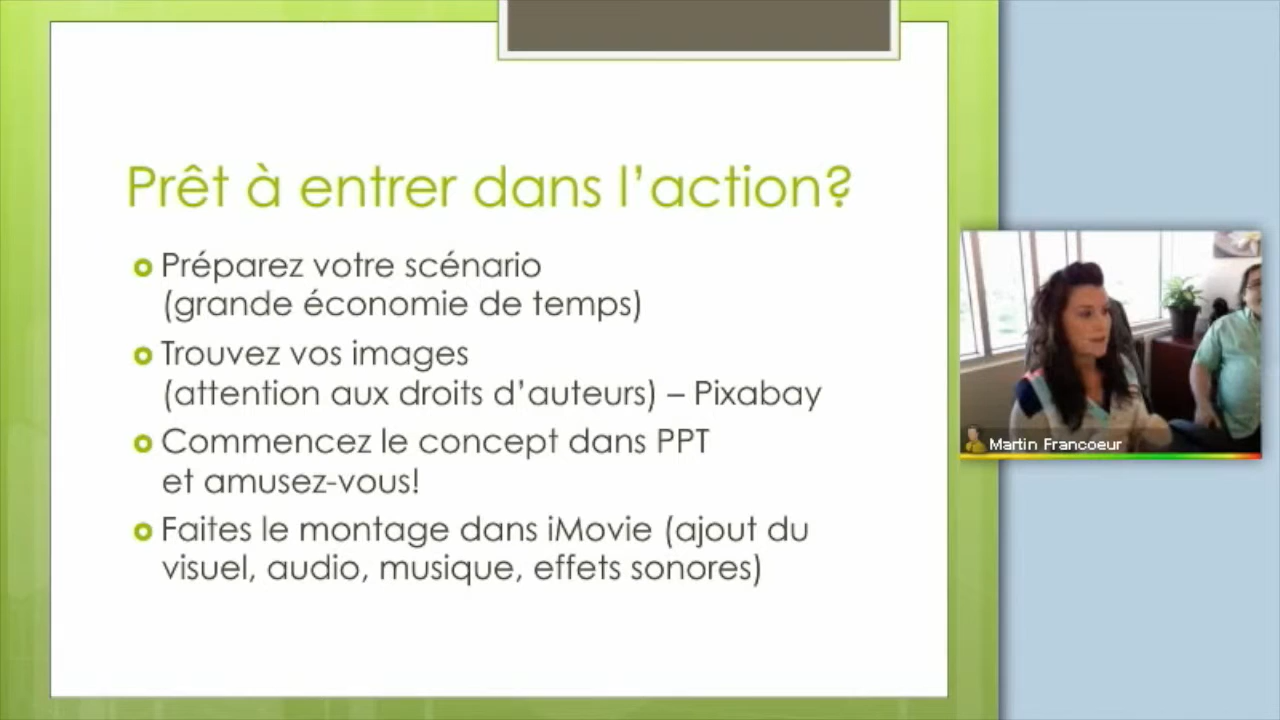 Prêt à entrer dans l’action?
Préparez votre scénario
(grande économie de temps)
Trouvez vos images
(attention aux droits d’auteurs) – Pixabay
Commencez le concept dans PPT
et amusez-vous!
Faites le montage dans iMovie (ajout du
visuel, audio, musique, effets sonores)
Martin Francoeur